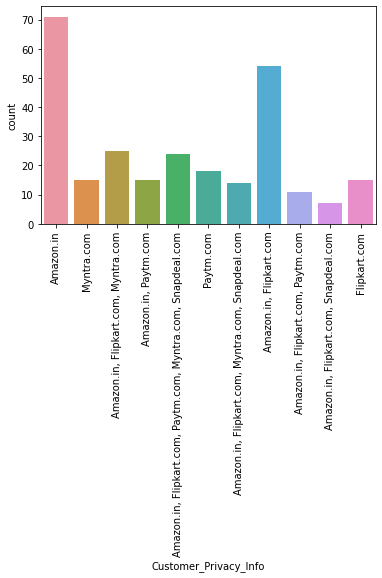 70
60
50
40
30
20
10
0
count
Amazon.in
Myntra.com
Amazon.in, Flipkart.com, Myntra.com
Amazon.in, Paytm.com
Amazon.in, Flipkart.com, Paytm.com, Myntra.com, Snapdeal.com
Paytm.com
Amazon.in, Flipkart.com, Myntra.com, Snapdeal.com
Amazon.in, Flipkart.com
Amazon.in, Flipkart.com, Paytm.com
Amazon.in, Flipkart.com, Snapdeal.com
Flipkart.com
Customer_Privacy_Info